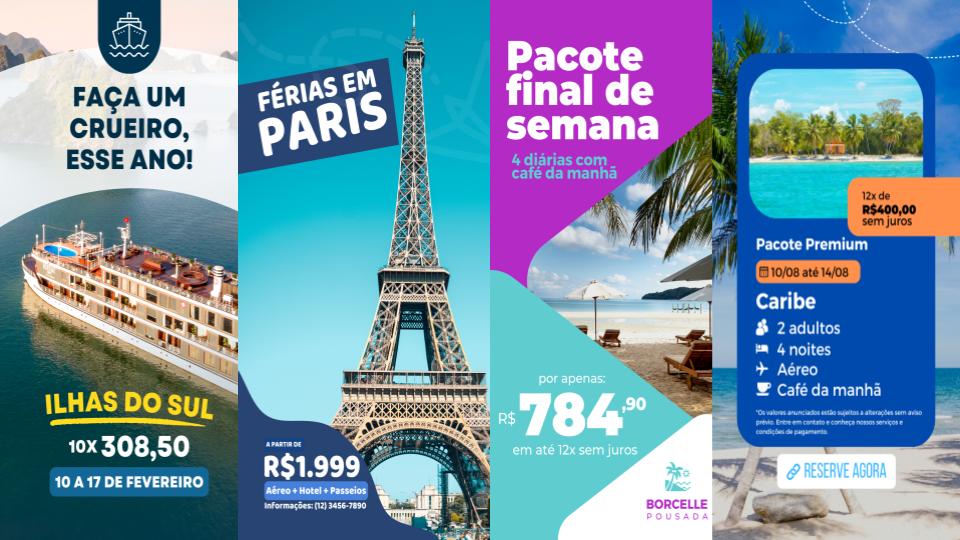 FAÇA UM
CRUEIRO,
ESSE ANO!
ILHAS DO SUL
10X 308,50
10 A 17 DE FEVEREIRO
FÉRIAS EM
PARIS
A PARTIR DE
R$1.999
Aéreo + Hotel + Passeios
Informações: (12) 3456-7890
Pacote
final de
semana
4 diárias com
café da manhã
por apenas:
R$ 784,90
em até 12x sem juros
BORCELLE
POUSADA
12x de
R$400,00
sem juros
Pacote Premium
10/08 até 14/08
Caribe
2 adultos
4 noites
Aéreo
Café da manhã
*Os valores anunciados estão sujeitos a alterações sem aviso
prévio. Entre em contato e conheça nossos serviços e
condições de pagamento.
RESERVE AGORA